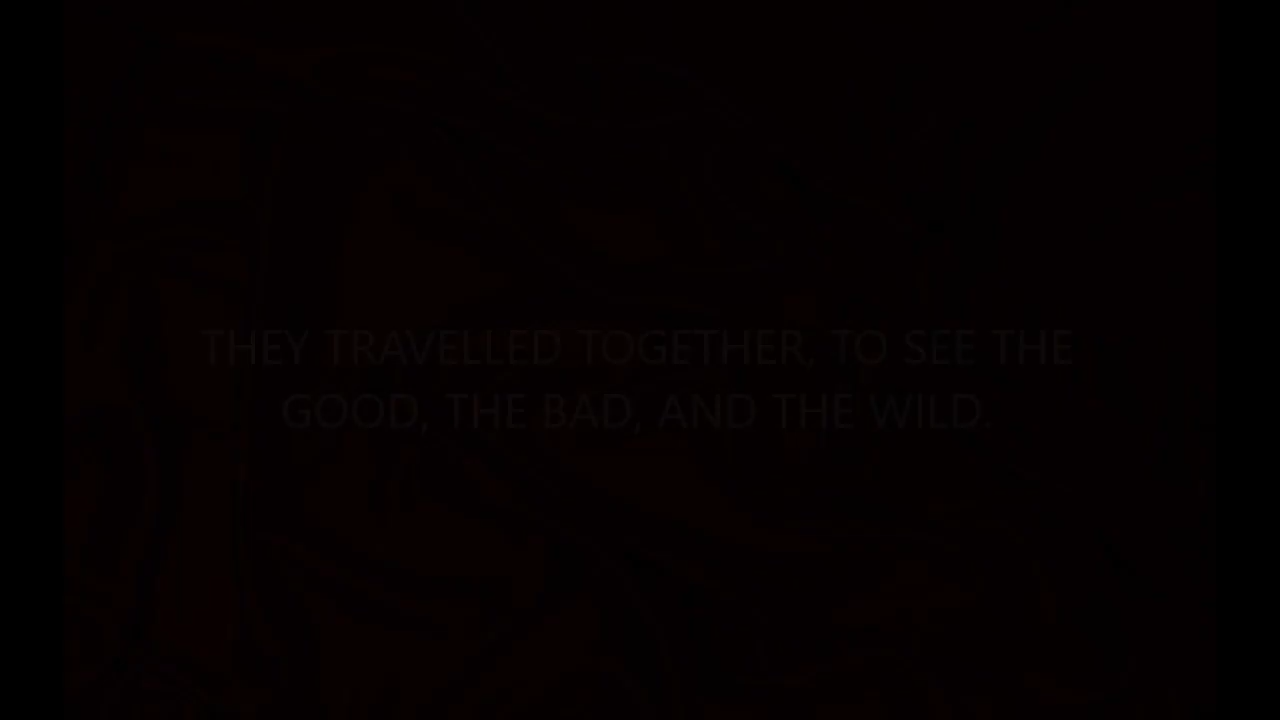 THEY TRAVELLED TOGETHER, TO SEE THE
GOOD, THE BAD, AND THE WILD.